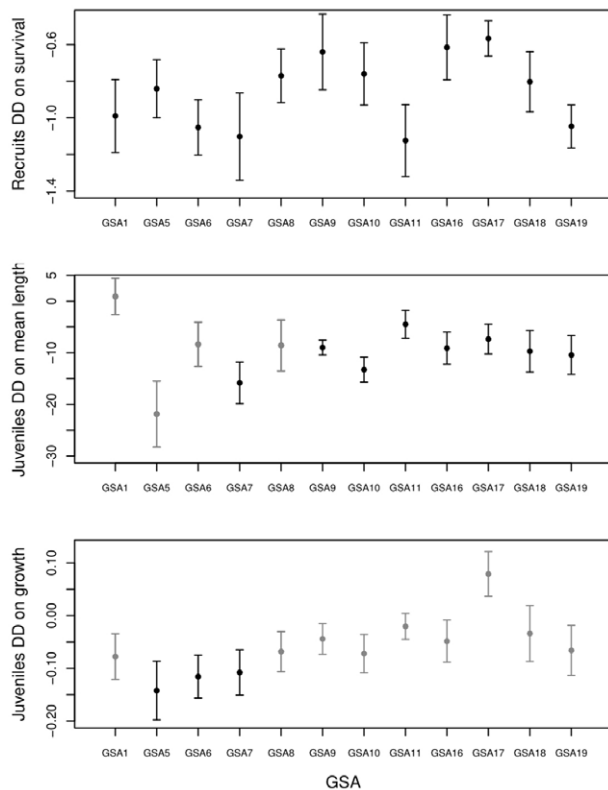 Recruits DD on survival
−0.6
−1.0
−1.4
GSA1 GSA5 GSA6 GSA7 GSA8 GSA9 GSA10 GSA11 GSA16 GSA17 GSA18 GSA19
Juveniles DD on mean length
5
0
−10
−20
−30
GSA1 GSA5 GSA6 GSA7 GSA8 GSA9 GSA10 GSA11 GSA16 GSA17 GSA18 GSA19
Juveniles DD on growth
0.10
0.00
−0.10
−0.20
GSA1 GSA5 GSA6 GSA7 GSA8 GSA9 GSA10 GSA11 GSA16 GSA17 GSA18 GSA19
GSA